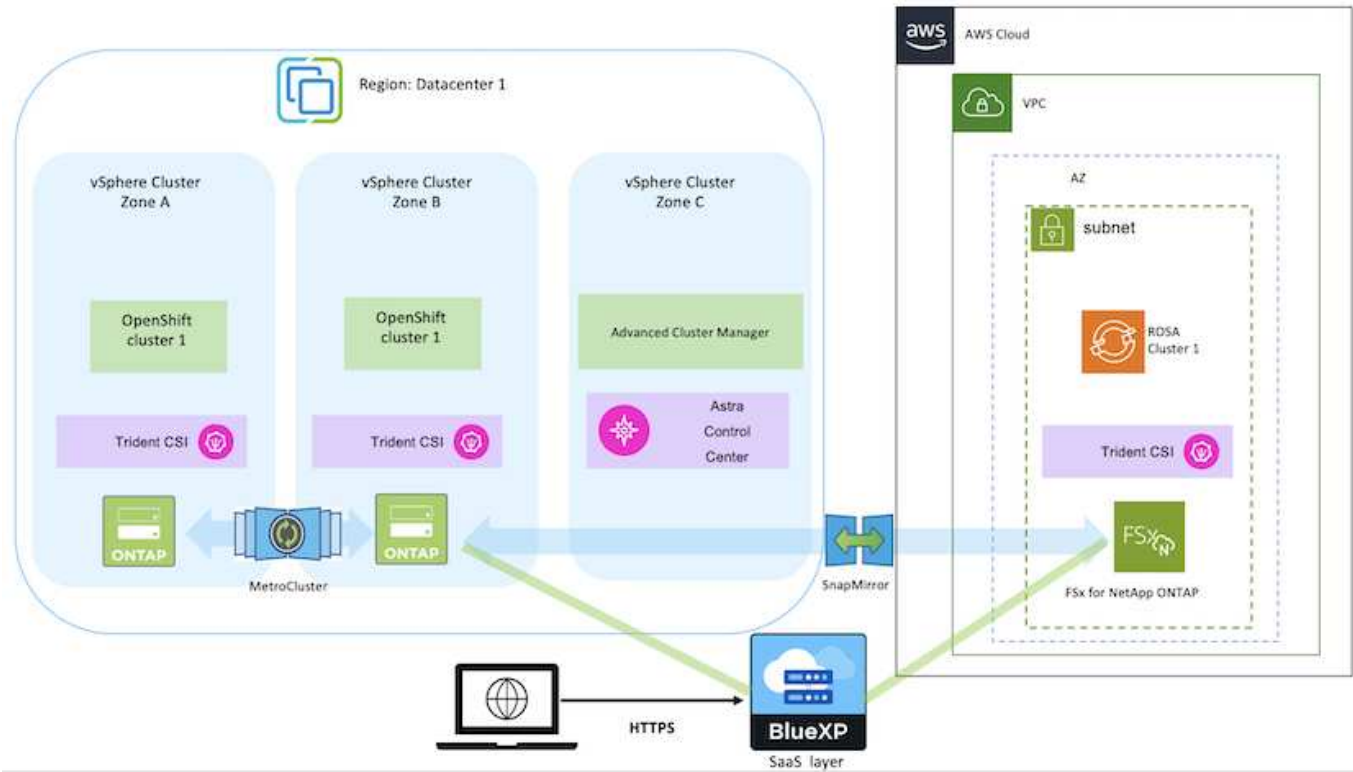 aws
AWS Cloud
Region: Datacenter 1
VPC
vSphere Cluster
Zone A
vSphere Cluster
Zone B
vSphere Cluster
Zone C
AZ
subnet
OpenShift
cluster 1
OpenShift
cluster 1
Advanced Cluster Manager
ROSA
Cluster 1
Trident CSI
Trident CSI
Astra
Control
Center
Trident CSI
ONTAP
ONTAP
FSx
N
MetroCluster
SnapMirror
FSx for NetApp ONTAP
HTTPS
BlueXP
SaaS layer